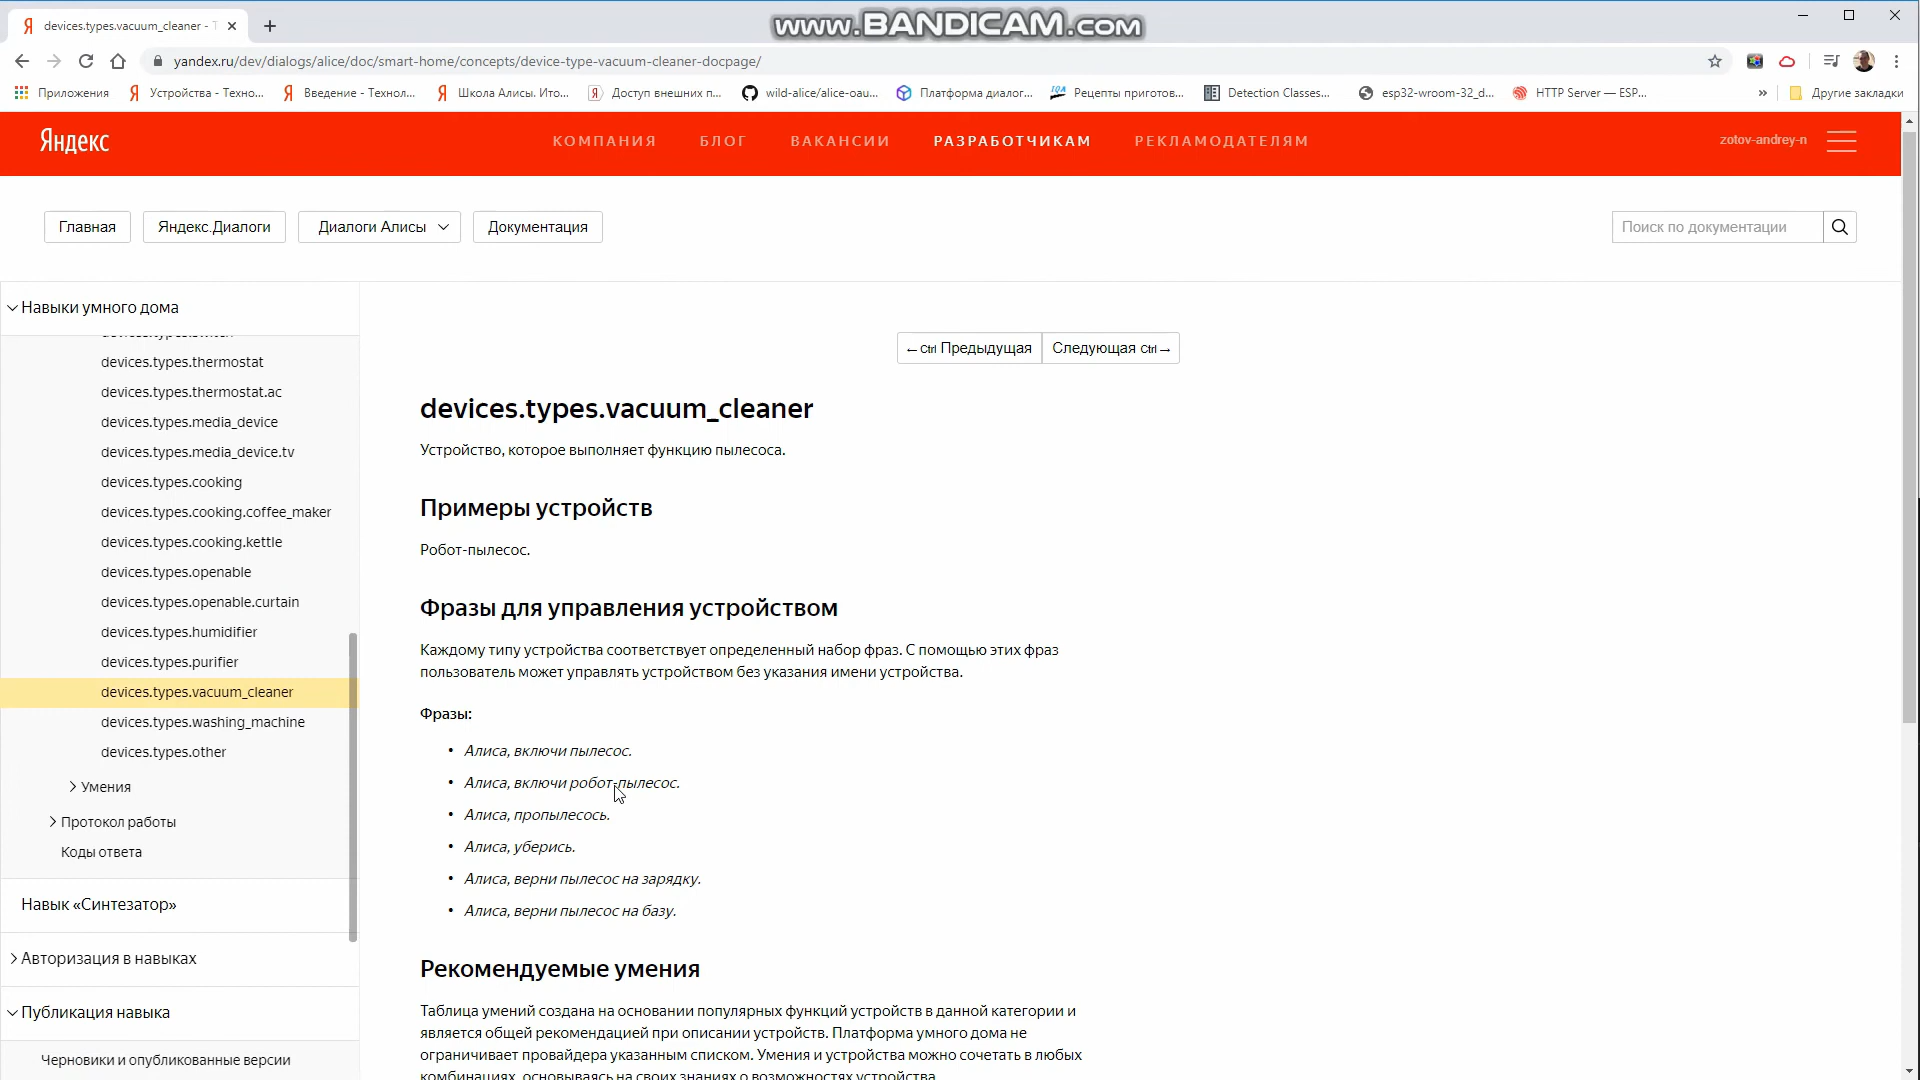 devices.types.vacuum_cleaner -
www.BANDICAM.com
yandex.ru/dev/dialogs/alice/doc/smart-home/concepts/device-type-vacuum-cleaner-docpage/
Приложения
Устройства - Техно...
Введение - Технол...
Школа Алисы. Ито...
Доступ внешних п...
wild-alice/alice-oau...
Платформа диалог...
Рецепты приготов...
Detection Classes...
esp32-wroom-32_d...
HTTP Server — ESP...
»
Другие закладки
Яндекс
КОМПАНИЯ
БЛОГ
ВАКАНСИИ
РАЗРАБОТЧИКАМ
РЕКЛАМОДАТЕЛЯМ
zotov-andrey-n
Главная
Яндекс.Диалоги
Диалоги Алисы
Документация
Поиск по документации
Навыки умного дома
devices.types.switch
devices.types.thermostat
devices.types.thermostat.ac
devices.types.media_device
devices.types.media_device.tv
devices.types.cooking
devices.types.cooking.coffee_maker
devices.types.cooking.kettle
devices.types.openable
devices.types.openable.curtain
devices.types.humidifier
devices.types.purifier
devices.types.vacuum_cleaner
devices.types.washing_machine
devices.types.other
Умения
Протокол работы
Коды ответа
Навык «Синтезатор»
Авторизация в навыках
Публикация навыка
Черновики и опубликованные версии
←Ctrl Предыдущая
Следующая Ctrl→
devices.types.vacuum_cleaner
Устройство, которое выполняет функцию пылесоса.
Примеры устройств
Робот-пылесос.
Фразы для управления устройством
Каждому типу устройства соответствует определенный набор фраз. С помощью этих фраз
пользователь может управлять устройством без указания имени устройства.
Фразы:
• Алиса, включи пылесос.
• Алиса, включи робот-пылесос.
• Алиса, пропылесось.
• Алиса, уберись.
• Алиса, верни пылесос на зарядку.
• Алиса, верни пылесос на базу.
Рекомендуемые умения
Таблица умений создана на основании популярных функций устройств в данной категории и
является общей рекомендацией при описании устройств. Платформа умного дома не
ограничивает провайдера указанным списком. Умения и устройства можно сочетать в любых
комбинациях, основываясь на своих знаниях о возможностях устройства.